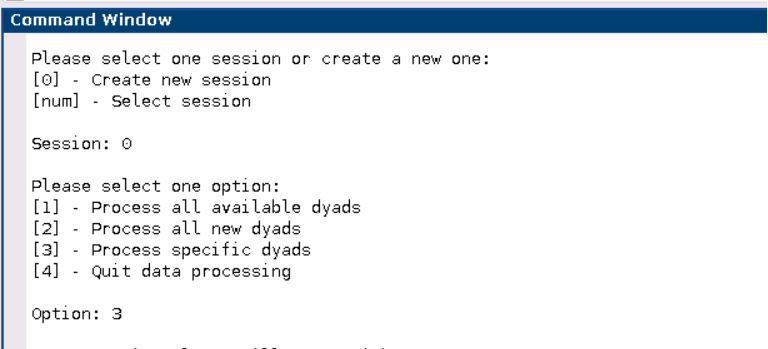 Command Window
Please select one session or create a new one:
[0] - Create new session
[num] - Select session
Session: 0
Please select one option:
[1] - Process all available dyads
[2] - Process all new dyads
[3] - Process specific dyads
[4] - Quit data processing
Option: 3